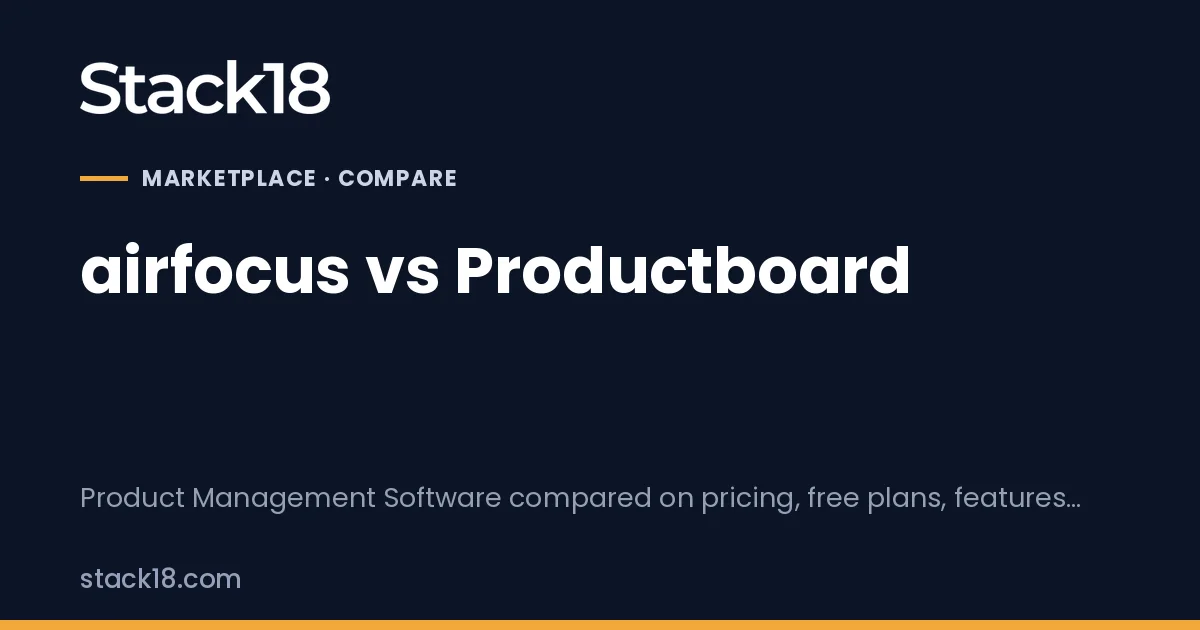 Stack18
MARKETPLACE · COMPARE
airfocus vs Productboard
Product Management Software compared on pricing, free plans, features...
stack18.com